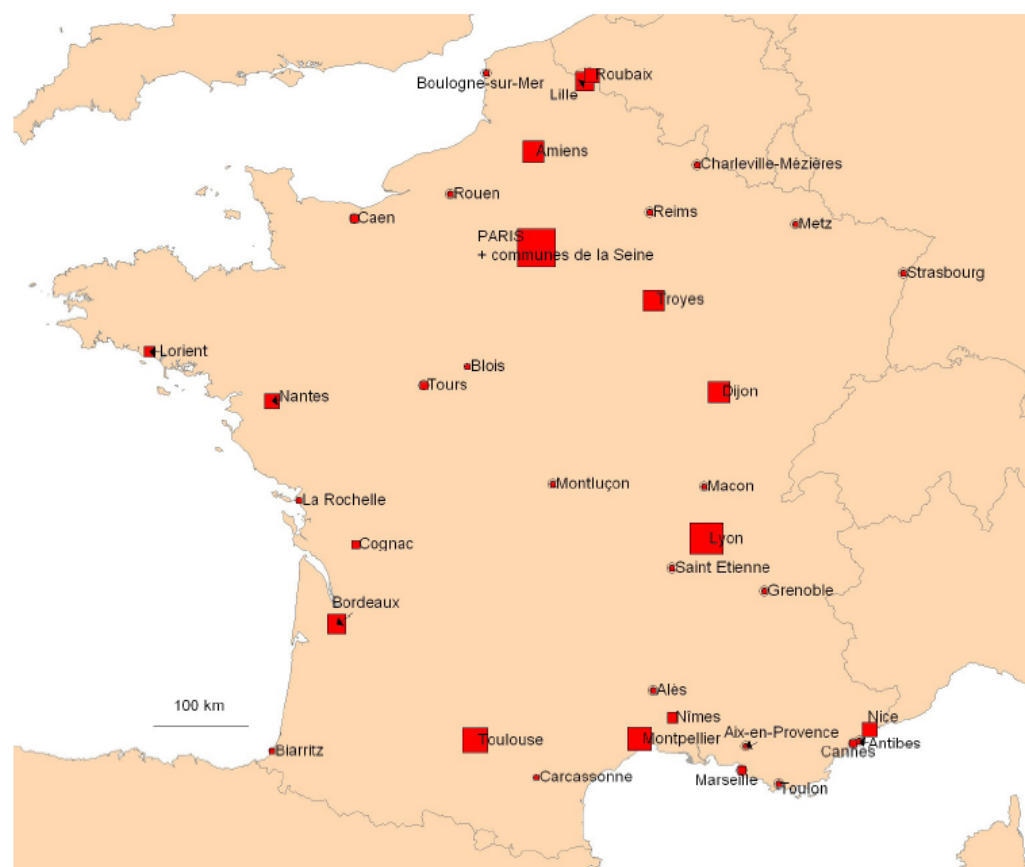 Boulogne-sur-Mer
Roubaix
Lille
Amiens
Charleville-Mézières
Rouen
Reims
Caen
Metz
PARIS
+ communes de la Seine
Strasbourg
Troyes
Lorient
Blois
Tours
Dijon
Nantes
Montluçon
Macon
La Rochelle
Lyon
Cognac
Saint Etienne
Grenoble
Bordeaux
Alès
100 km
Nîmes
Nice
Aix-en-Provence
Toulouse
Montpellier
Antibes
Cannes
Biarritz
Carcassonne
Marseille
Toulon